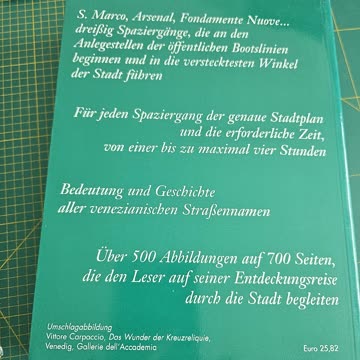 S. Marco, Arsenal, Fondamente Nuove...
dreißig Spaziergänge, die an den
Anlegestellen der öffentlichen Bootslinien
beginnen und in die verstecktesten Winkel
der Stadt führen
Für jeden Spaziergang der genaue Stadtplan
und die erforderliche Zeit,
von einer bis zu maximal vier Stunden
Bedeutung und Geschichte
aller venezianischen Straßennamen
Über 500 Abbildungen auf 700 Seiten,
die den Leser auf seiner Entdeckungsreise
durch die Stadt begleiten
Umschlagabbildung
Vittore Carpaccio, Das Wunder der Kreuzreliquie,
Venedig, Gallerie dell'Accademia
Euro 25,82